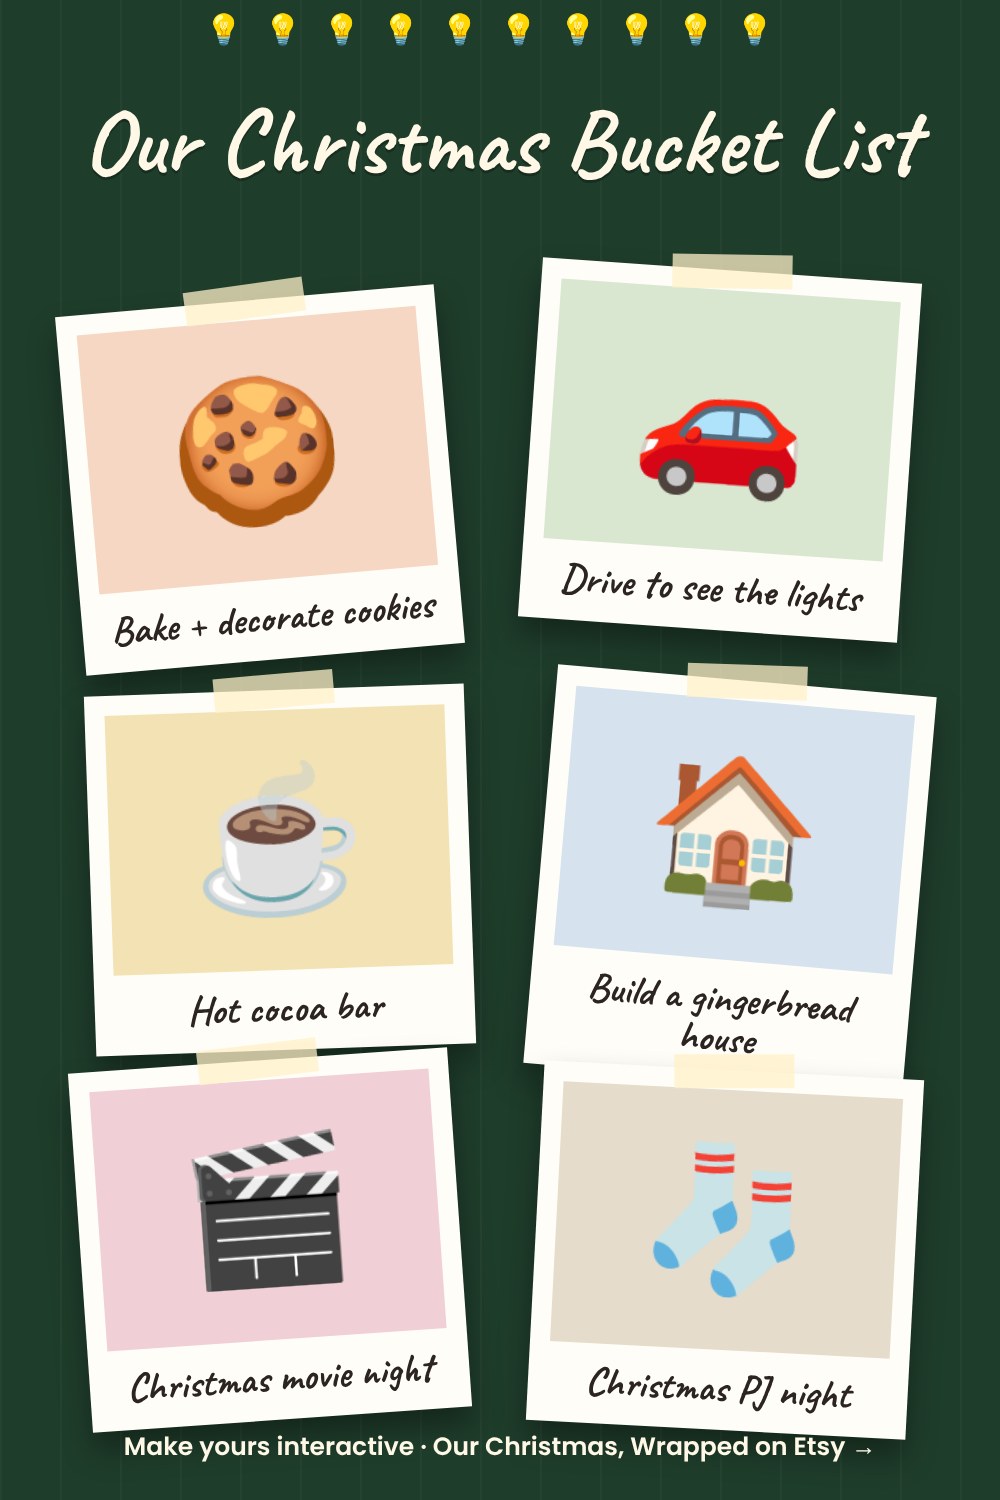 Our Christmas Bucket List
Bake + decorate cookies
Drive to see the lights
Hot cocoa bar
Build a gingerbread
house
Christmas movie night
Christmas PJ night
Make yours interactive · Our Christmas, Wrapped on Etsy →